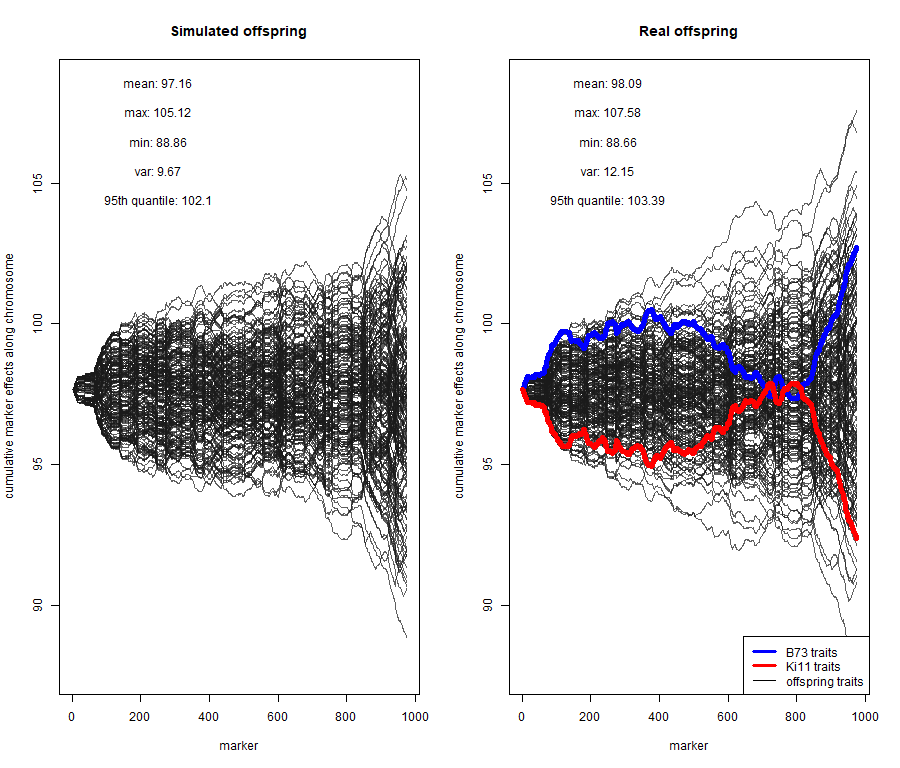 Simulated offspring
mean: 97.16
max: 105.12
min: 88.86
var: 9.67
95th quantile: 102.1
cumulative marker effects along chromosome
105
100
95
90
0 200 400 600 800 1000
marker
Real offspring
mean: 98.09
max: 107.58
min: 88.66
var: 12.15
95th quantile: 103.39
cumulative marker effects along chromosome
105
100
95
90
B73 traits
Ki11 traits
offspring traits
0 200 400 600 800 1000
marker